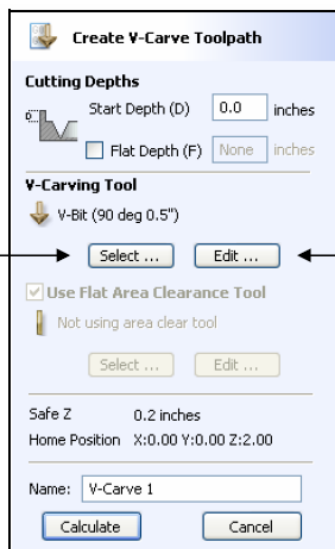 Create V-Carve Toolpath
Cutting Depths
D Start Depth (D) 0.0 inches
Flat Depth (F) None inches
V-Carving Tool
V-Bit (90 deg 0.5")
Select ... Edit ...
Use Flat Area Clearance Tool
Not using area clear tool
Select ... Edit ...
Safe Z 0.2 inches
Home Position X:0.00 Y:0.00 Z:2.00
Name: V-Carve 1
Calculate Cancel